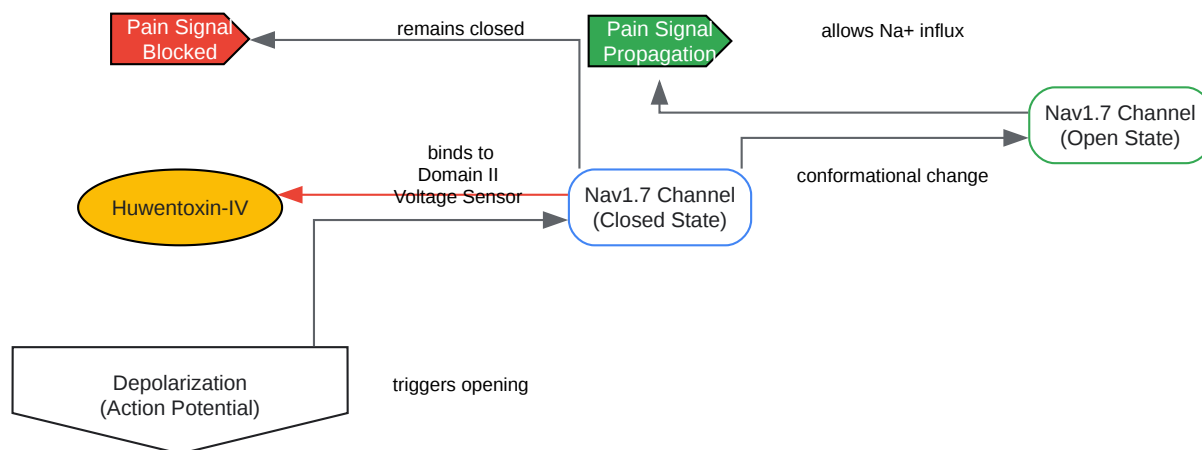 Pain Signal
Blocked
remains closed
Pain Signal
Propagation
allows Na+ influx
Nav1.7 Channel
(Open State)
binds to
Domain II
Voltage Sensor
conformational change
Huwentoxin-IV
Nav1.7 Channel
(Closed State)
Depolarization
(Action Potential)
triggers opening